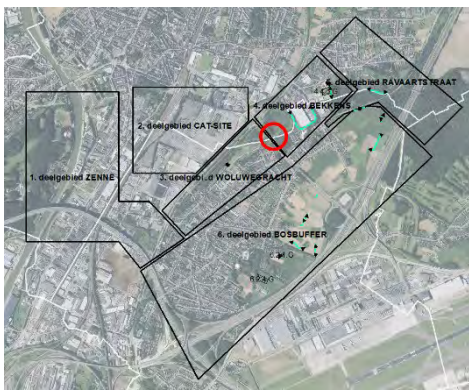 5. deelgebied RAVAARTSTRAAT
4. deelgebied BEKKENS
2. deelgebied CAT-SITE
1. deelgebied ZENNE
3. deelgebied WOLUWEGRACHT
6. deelgebied BOSBUFFER